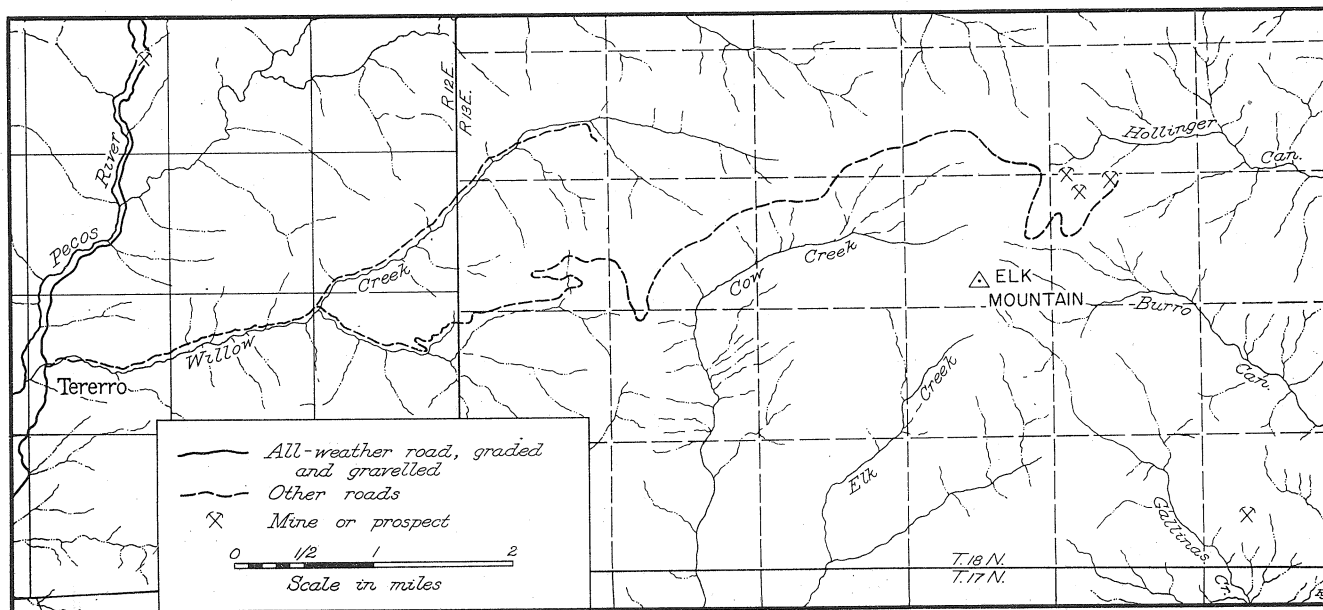 R 12 E.
R 13 E.
River
Pecos
Hollinger
Can.
Creek
Cow Creek
ELK
MOUNTAIN
Burro
Can.
Willow
Tererro
Creek
Elk
Gallinas
Cr.
T. 18 N.
T. 17 N.
All-weather road, graded
and gravelled
Other roads
Mine or prospect
0 1/2 1 2
Scale in miles